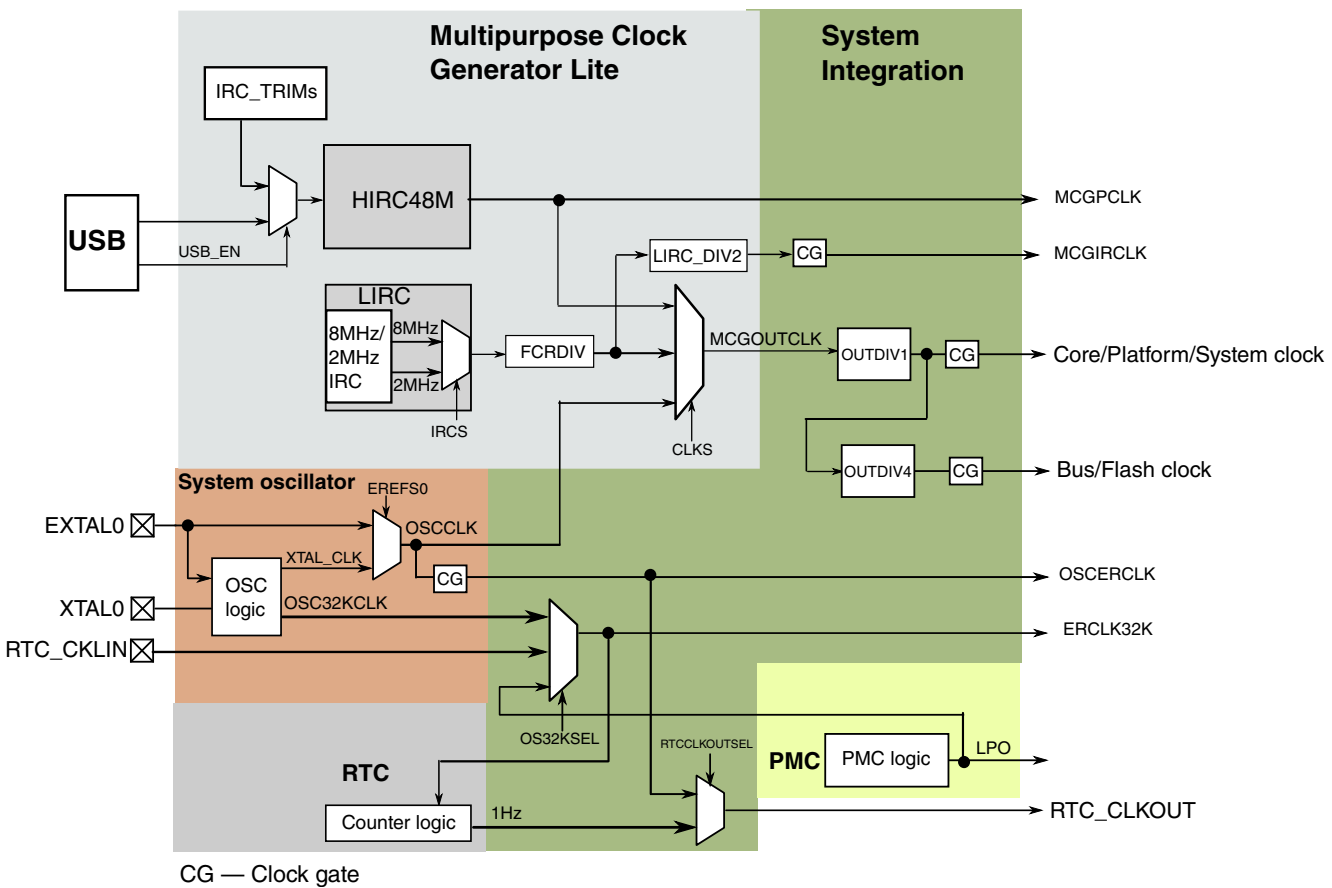 Multipurpose Clock
Generator Lite
System
Integration
IRC_TRIMs
HIRC48M
MCGPCLK
USB
USB_EN
LIRC_DIV2
CG
MCGIRCLK
LIRC
8MHz/
2MHz
IRC
8MHz
2MHz
IRCS
FCRDIV
MCGOUTCLK
CLKS
OUTDIV1
CG
Core/Platform/System clock
OUTDIV4
CG
Bus/Flash clock
System oscillator
EREFS0
EXTAL0
OSCCLK
XTAL_CLK
OSC
logic
CG
OSCERCLK
XTAL0
OSC32KCLK
ERCLK32K
RTC_CKLIN
OS32KSEL
RTCCLKOUTSEL
PMC
PMC logic
LPO
RTC
Counter logic
1Hz
RTC_CLKOUT
CG — Clock gate